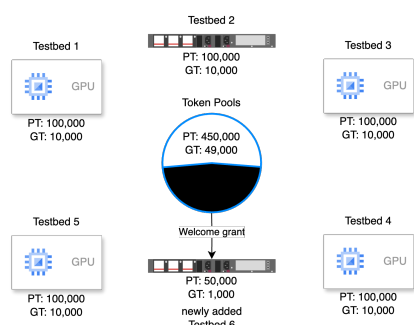 Testbed 2
PT: 100,000
GT: 10,000
Testbed 1
GPU
PT: 100,000
GT: 10,000
Testbed 3
GPU
PT: 100,000
GT: 10,000
Token Pools
PT: 450,000
GT: 49,000
Welcome grant
Testbed 5
GPU
PT: 100,000
GT: 10,000
PT: 50,000
GT: 1,000
newly added
Testbed 6
Testbed 4
GPU
PT: 100,000
GT: 10,000